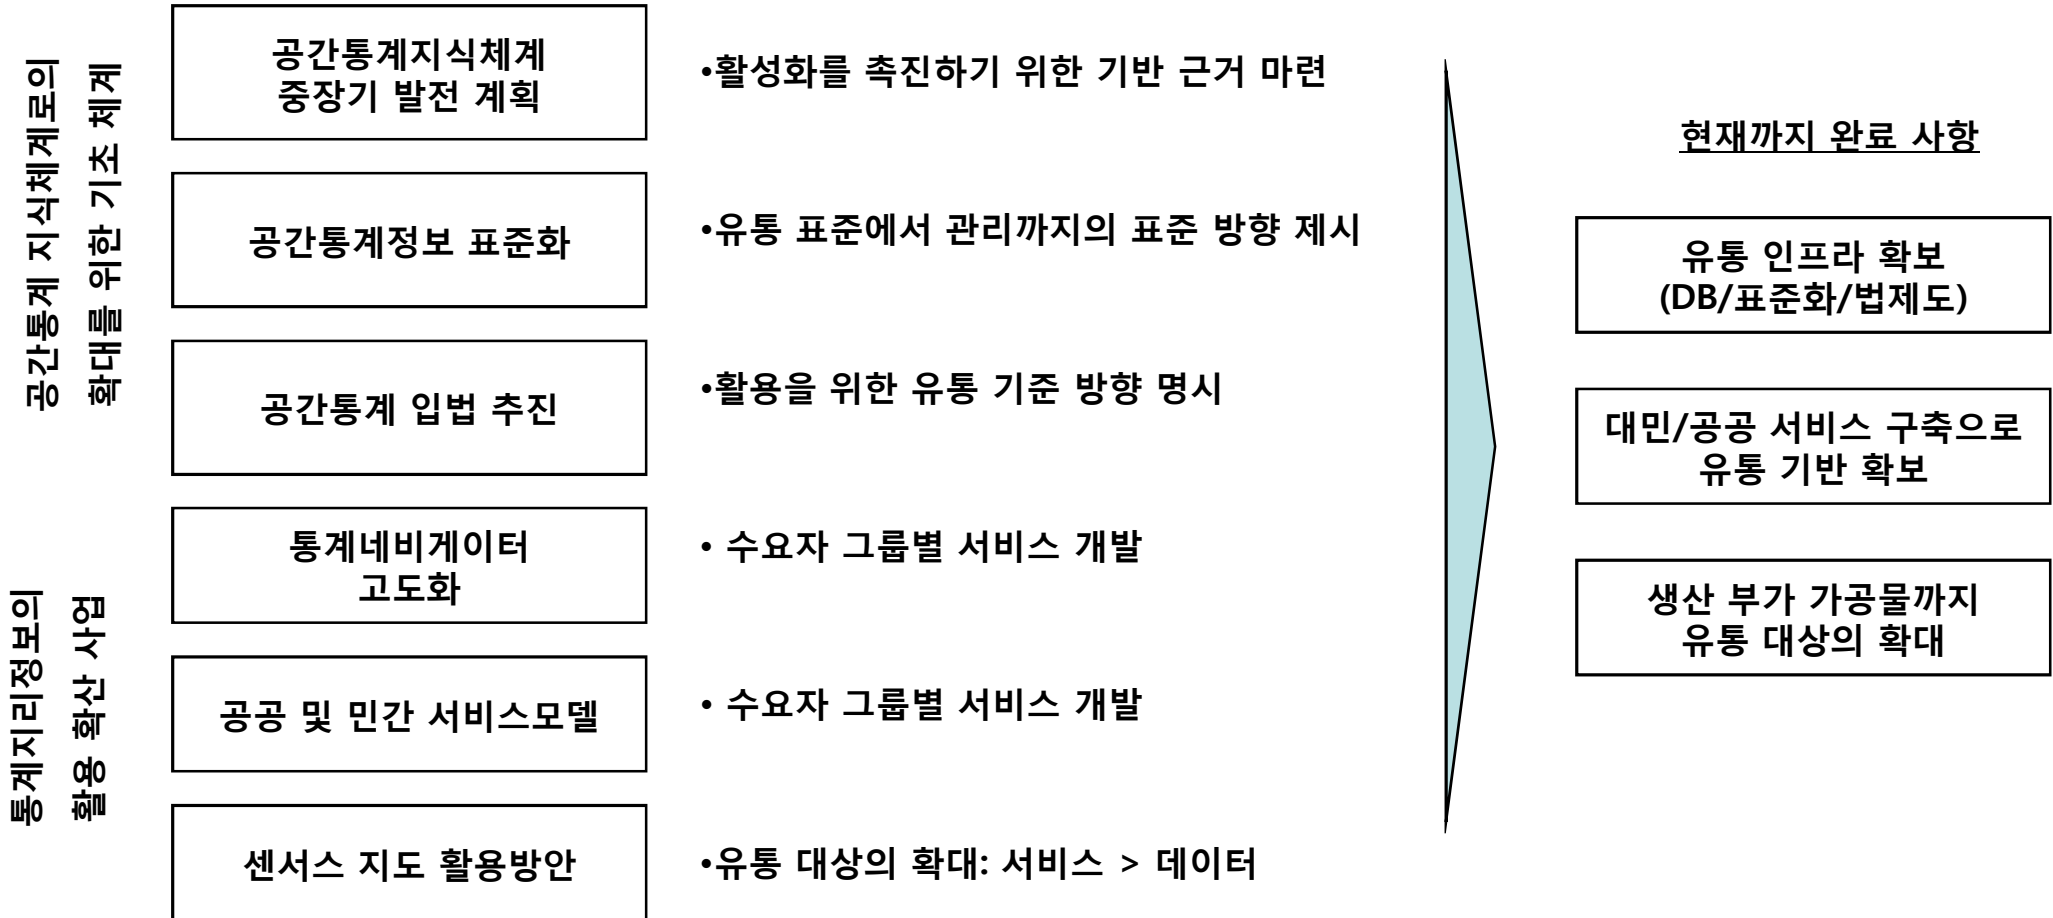 공간통계 지식체계로의
확대를 위한 기초 체계
공간통계지식체계
중장기 발전 계획
•활성화를 촉진하기 위한 기반 근거 마련
공간통계정보 표준화
•유통 표준에서 관리까지의 표준 방향 제시
공간통계 입법 추진
•활용을 위한 유통 기준 방향 명시
통계지리정보의
활용 확산 사업
통계네비게이터
고도화
• 수요자 그룹별 서비스 개발
공공 및 민간 서비스모델
• 수요자 그룹별 서비스 개발
센서스 지도 활용방안
•유통 대상의 확대: 서비스 > 데이터
현재까지 완료 사항
유통 인프라 확보
(DB/표준화/법제도)
대민/공공 서비스 구축으로
유통 기반 확보
생산 부가 가공물까지
유통 대상의 확대